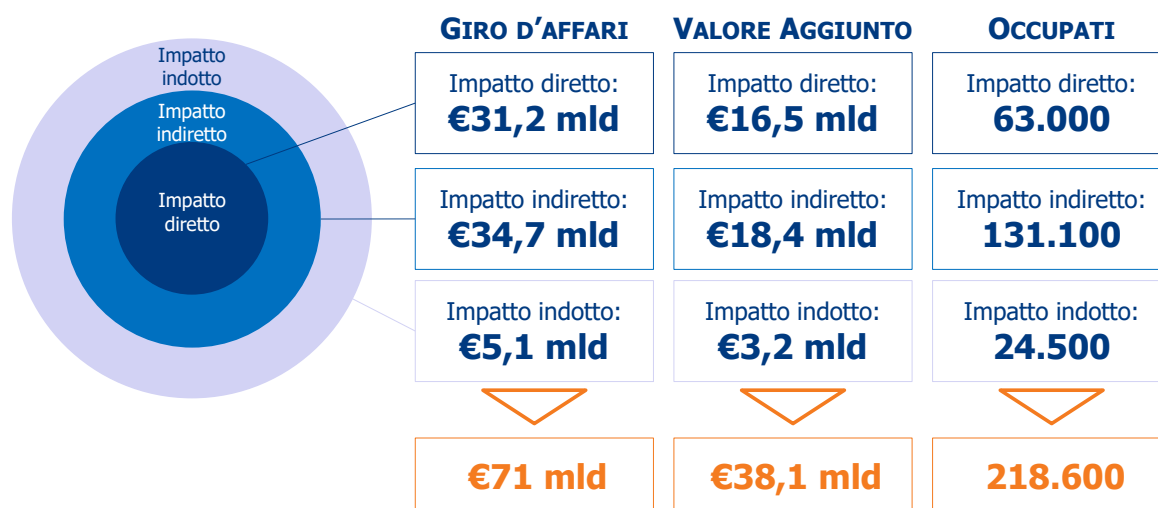 Impatto
indotto
Impatto
indiretto
Impatto
diretto
GIRO D'AFFARI
VALORE AGGIUNTO
OCCUPATI
Impatto diretto:
€31,2 mld
Impatto diretto:
€16,5 mld
Impatto diretto:
63.000
Impatto indiretto:
€34,7 mld
Impatto indiretto:
€18,4 mld
Impatto indiretto:
131.100
Impatto indotto:
€5,1 mld
Impatto indotto:
€3,2 mld
Impatto indotto:
24.500
€71 mld
€38,1 mld
218.600